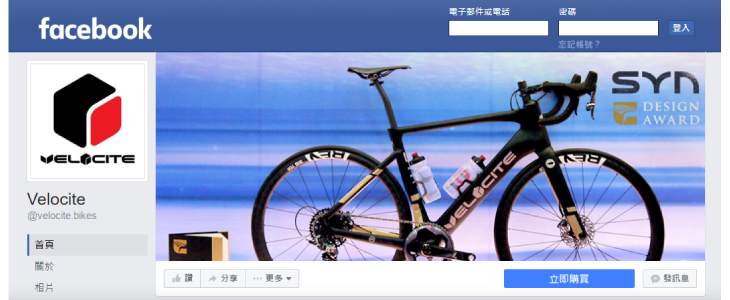 facebook
電子郵件或電話
密碼
登入
忘記帳號？
VELOCITE
SYN
DESIGN
AWARD
REV
VELOCITE
REV
Velocite
@velocite.bikes
首頁
關於
相片
讚
分享
更多
立即購買
發訊息